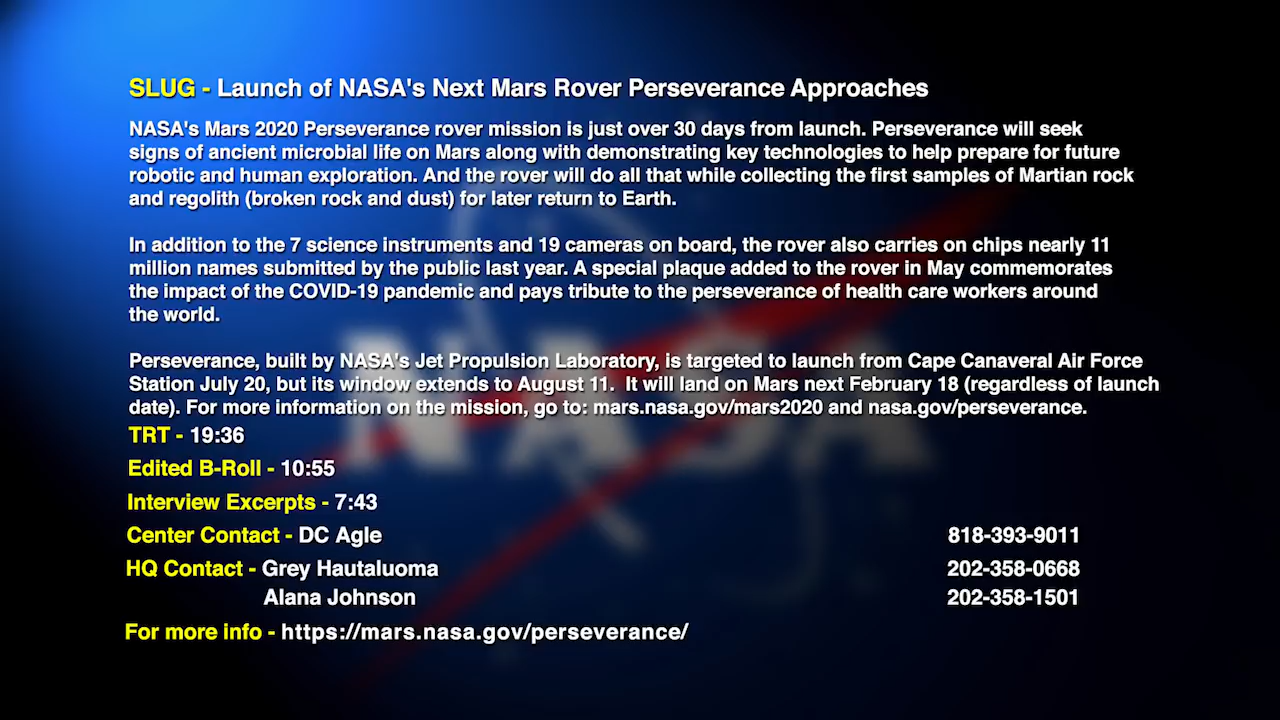 SLUG - Launch of NASA's Next Mars Rover Perseverance Approaches
NASA's Mars 2020 Perseverance rover mission is just over 30 days from launch. Perseverance will seek
signs of ancient microbial life on Mars along with demonstrating key technologies to help prepare for future
robotic and human exploration. And the rover will do all that while collecting the first samples of Martian rock
and regolith (broken rock and dust) for later return to Earth.
In addition to the 7 science instruments and 19 cameras on board, the rover also carries on chips nearly 11
million names submitted by the public last year. A special plaque added to the rover in May commemorates
the impact of the COVID-19 pandemic and pays tribute to the perseverance of health care workers around
the world.
Perseverance, built by NASA's Jet Propulsion Laboratory, is targeted to launch from Cape Canaveral Air Force
Station July 20, but its window extends to August 11.  It will land on Mars next February 18 (regardless of launch
date). For more information on the mission, go to: mars.nasa.gov/mars2020 and nasa.gov/perseverance.
TRT - 19:36
Edited B-Roll - 10:55
Interview Excerpts - 7:43
Center Contact - DC Agle 818-393-9011
HQ Contact - Grey Hautaluoma 202-358-0668
Alana Johnson 202-358-1501
For more info - https://mars.nasa.gov/perseverance/
NASA